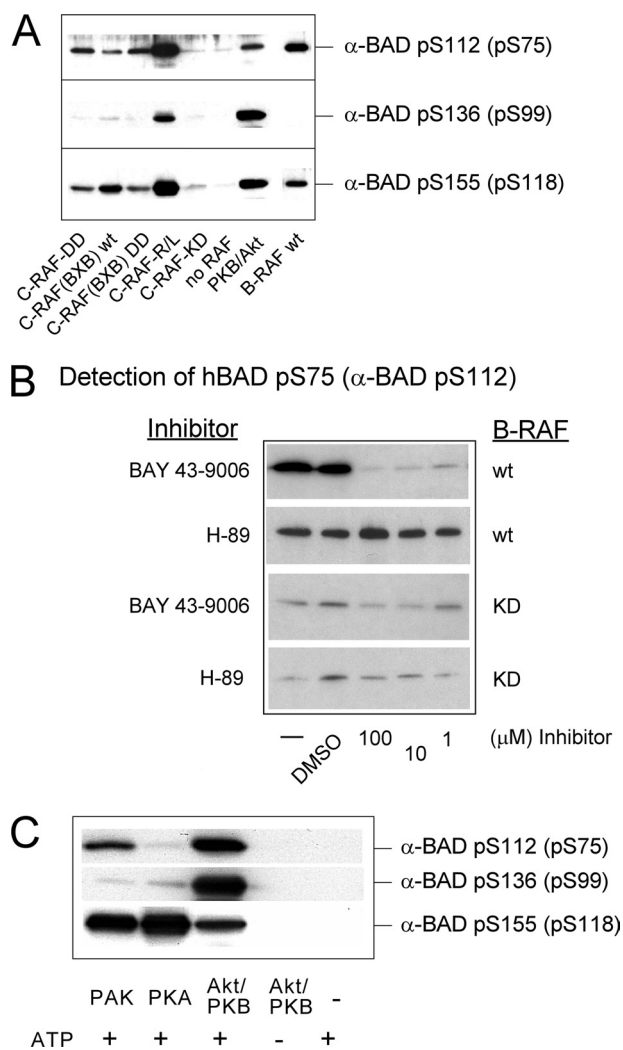 A
α-BAD pS112 (pS75)
α-BAD pS136 (pS99)
α-BAD pS155 (pS118)
C-RAF-DD
C-RAF(BXB) wt
C-RAF(BXB) DD
C-RAF-R/L
C-RAF-KD
no RAF
PKB/Akt
B-RAF wt
B Detection of hBAD pS75 (α-BAD pS112)
Inhibitor B-RAF
BAY 43-9006 wt
H-89 wt
BAY 43-9006 KD
H-89 KD
— DMSO 100 10 1 (μM) Inhibitor
C
α-BAD pS112 (pS75)
α-BAD pS136 (pS99)
α-BAD pS155 (pS118)
PAK PKA Akt/PKB Akt/PKB -
ATP + + + - +